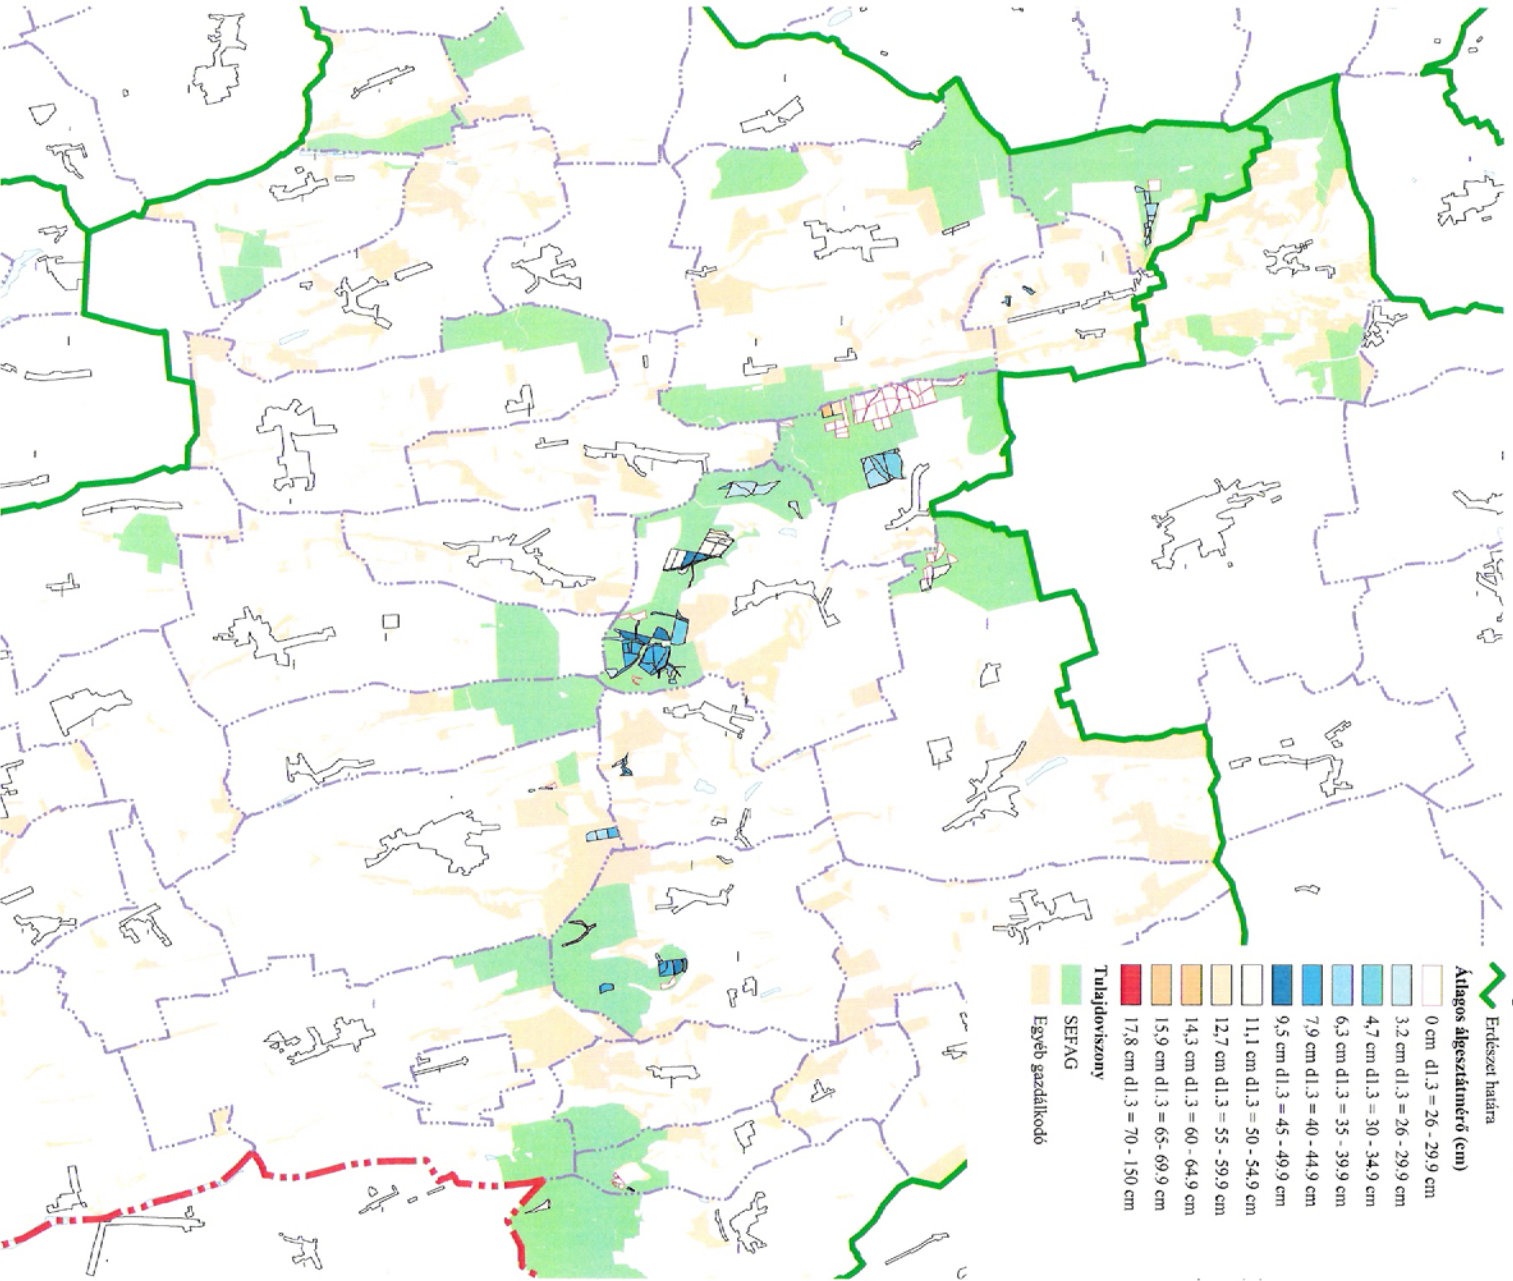 Erdészet határa
Átlagos álgesztátmérő (cm)
0 cm d1.3 = 26 - 29.9 cm
3.2 cm d1.3 = 26 - 29.9 cm
4,7 cm d1.3 = 30 - 34.9 cm
6,3 cm d1.3 = 35 - 39.9 cm
7,9 cm d1.3 = 40 - 44.9 cm
9,5 cm d1.3 = 45 - 49.9 cm
11,1 cm d1.3 = 50 - 54.9 cm
12,7 cm d1.3 = 55 - 59.9 cm
14,3 cm d1.3 = 60 - 64.9 cm
15,9 cm d1.3 = 65- 69.9 cm
17,8 cm d1.3 = 70 - 150 cm
Tulajdoviszony
SEFAG
Egyéb gazdálkodó